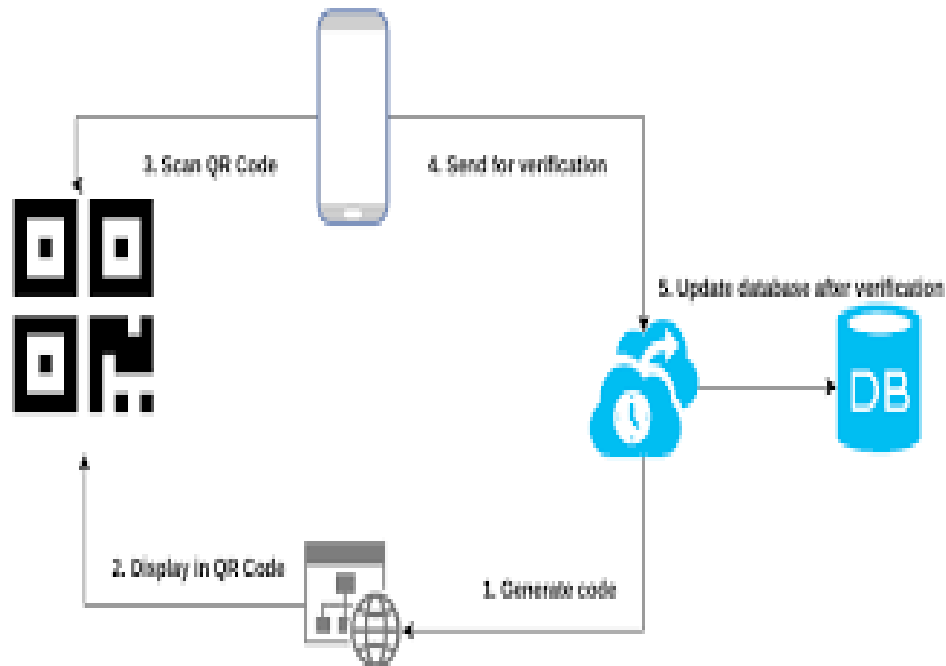 3. Scan QR Code
4. Send for verification
5. Update database after verification
DB
2. Display in QR Code
1. Generate code